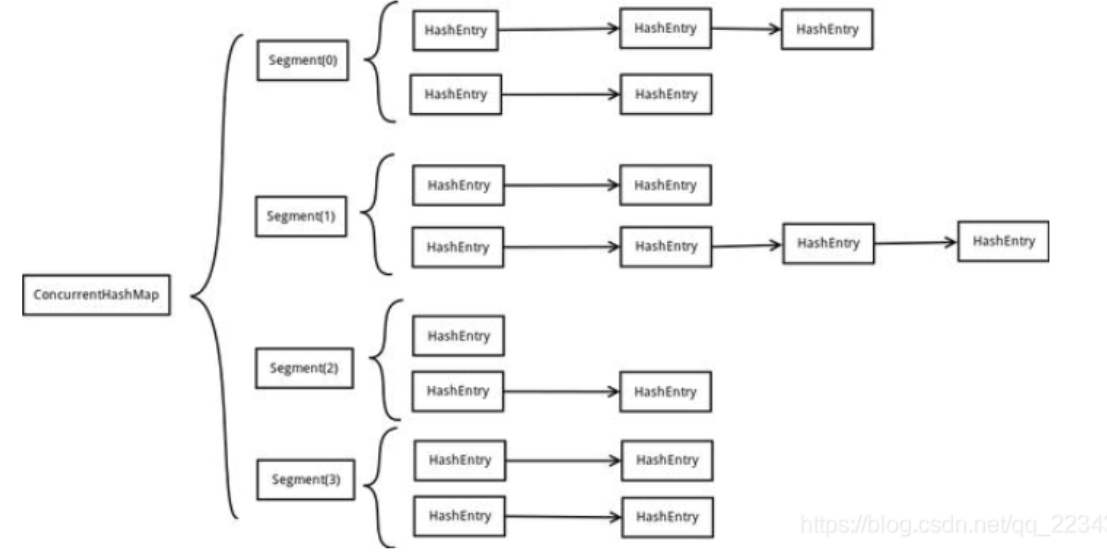 HashEntry HashEntry HashEntry
Segment(0)
HashEntry HashEntry
HashEntry HashEntry
Segment(1)
HashEntry HashEntry HashEntry HashEntry
ConcurrentHashMap
HashEntry
Segment(2)
HashEntry HashEntry
HashEntry HashEntry
Segment(3)
HashEntry HashEntry
https://blog.csdn.net/qq_2234